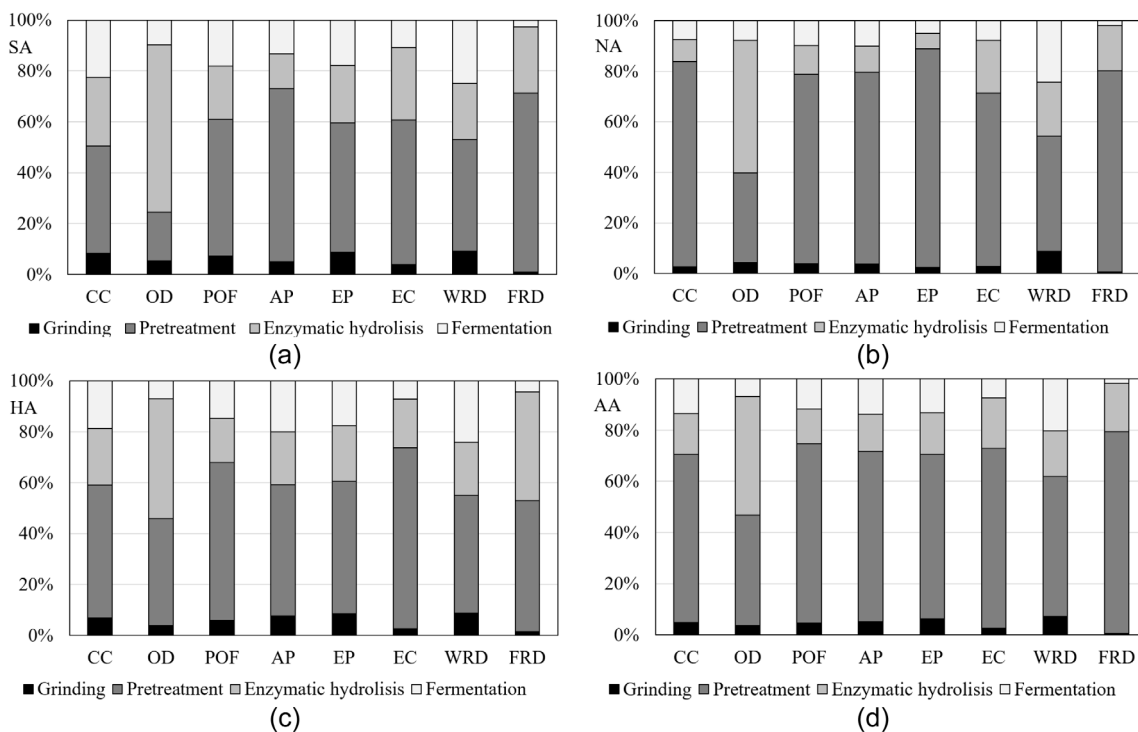 100%
SA
80%
60%
40%
20%
0%
CC OD POF AP EP EC WRD FRD
Grinding Pretreatment Enzymatic hydrolisis Fermentation
(a)
100%
NA
80%
60%
40%
20%
0%
CC OD POF AP EP EC WRD FRD
Grinding Pretreatment Enzymatic hydrolisis Fermentation
(b)
100%
HA
80%
60%
40%
20%
0%
CC OD POF AP EP EC WRD FRD
Grinding Pretreatment Enzymatic hydrolisis Fermentation
(c)
100%
AA
80%
60%
40%
20%
0%
CC OD POF AP EP EC WRD FRD
Grinding Pretreatment Enzymatic hydrolisis Fermentation
(d)